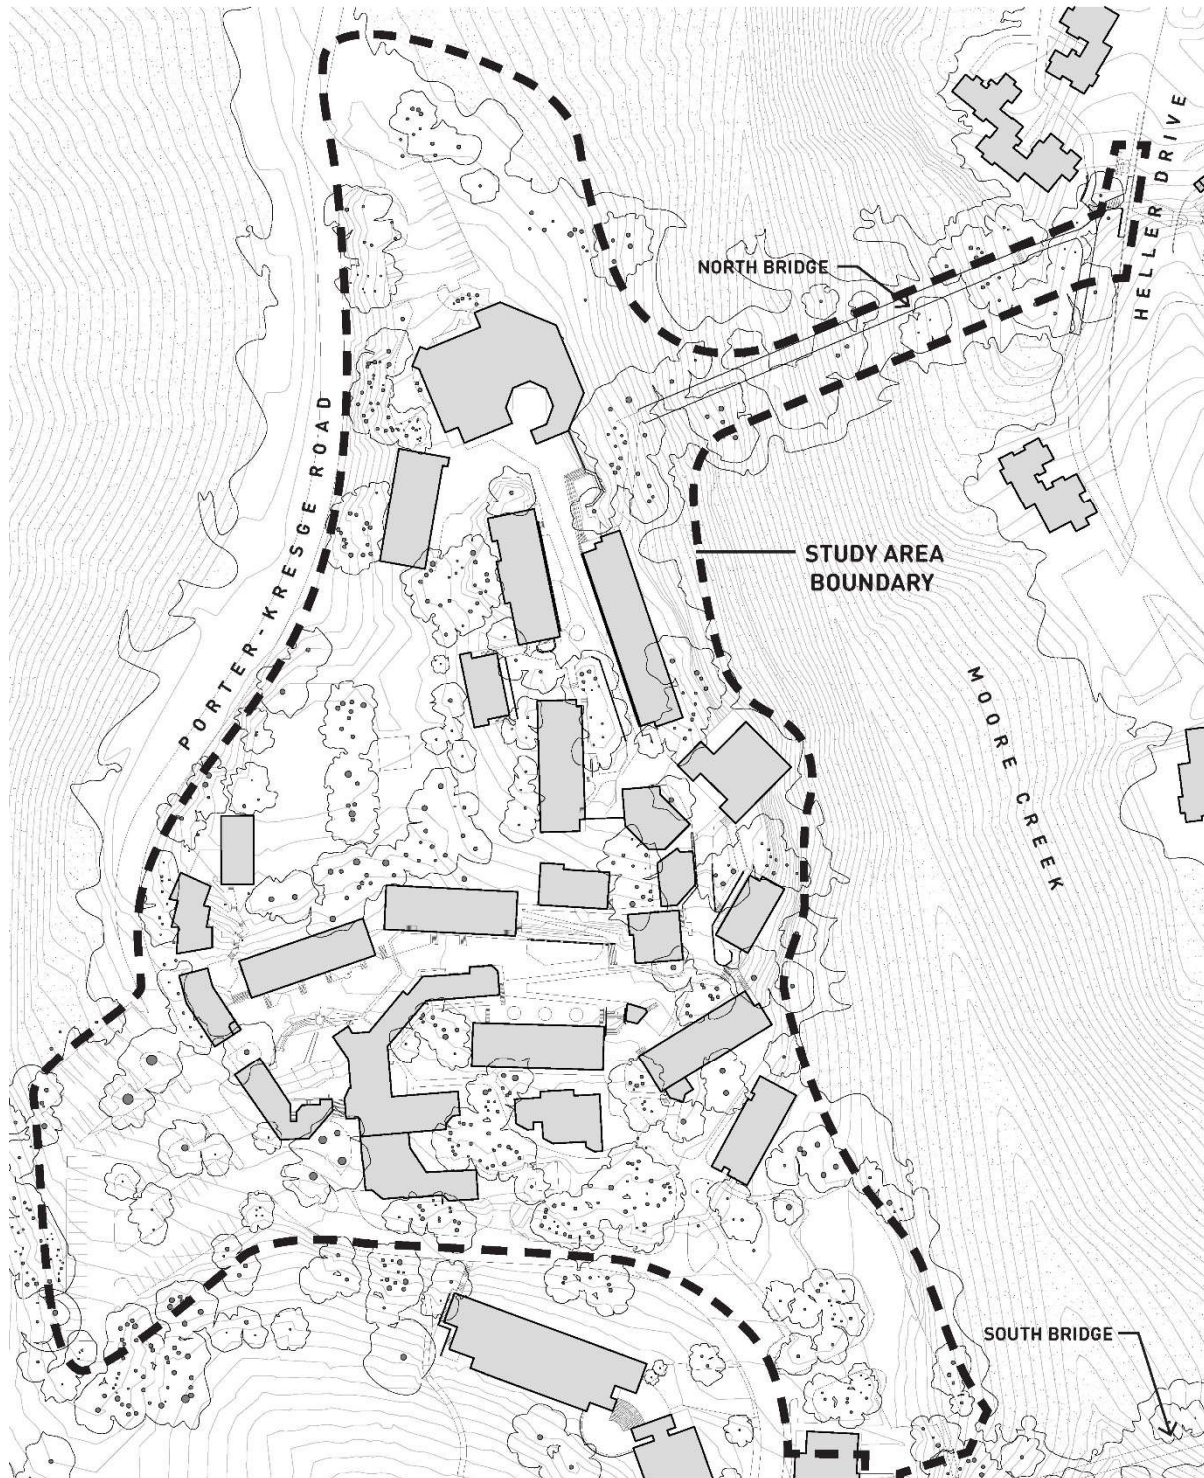 HELLER DRIVE
NORTH BRIDGE
PORTER-KRESGE ROAD
STUDY AREA
BOUNDARY
MOORE CREEK
SOUTH BRIDGE